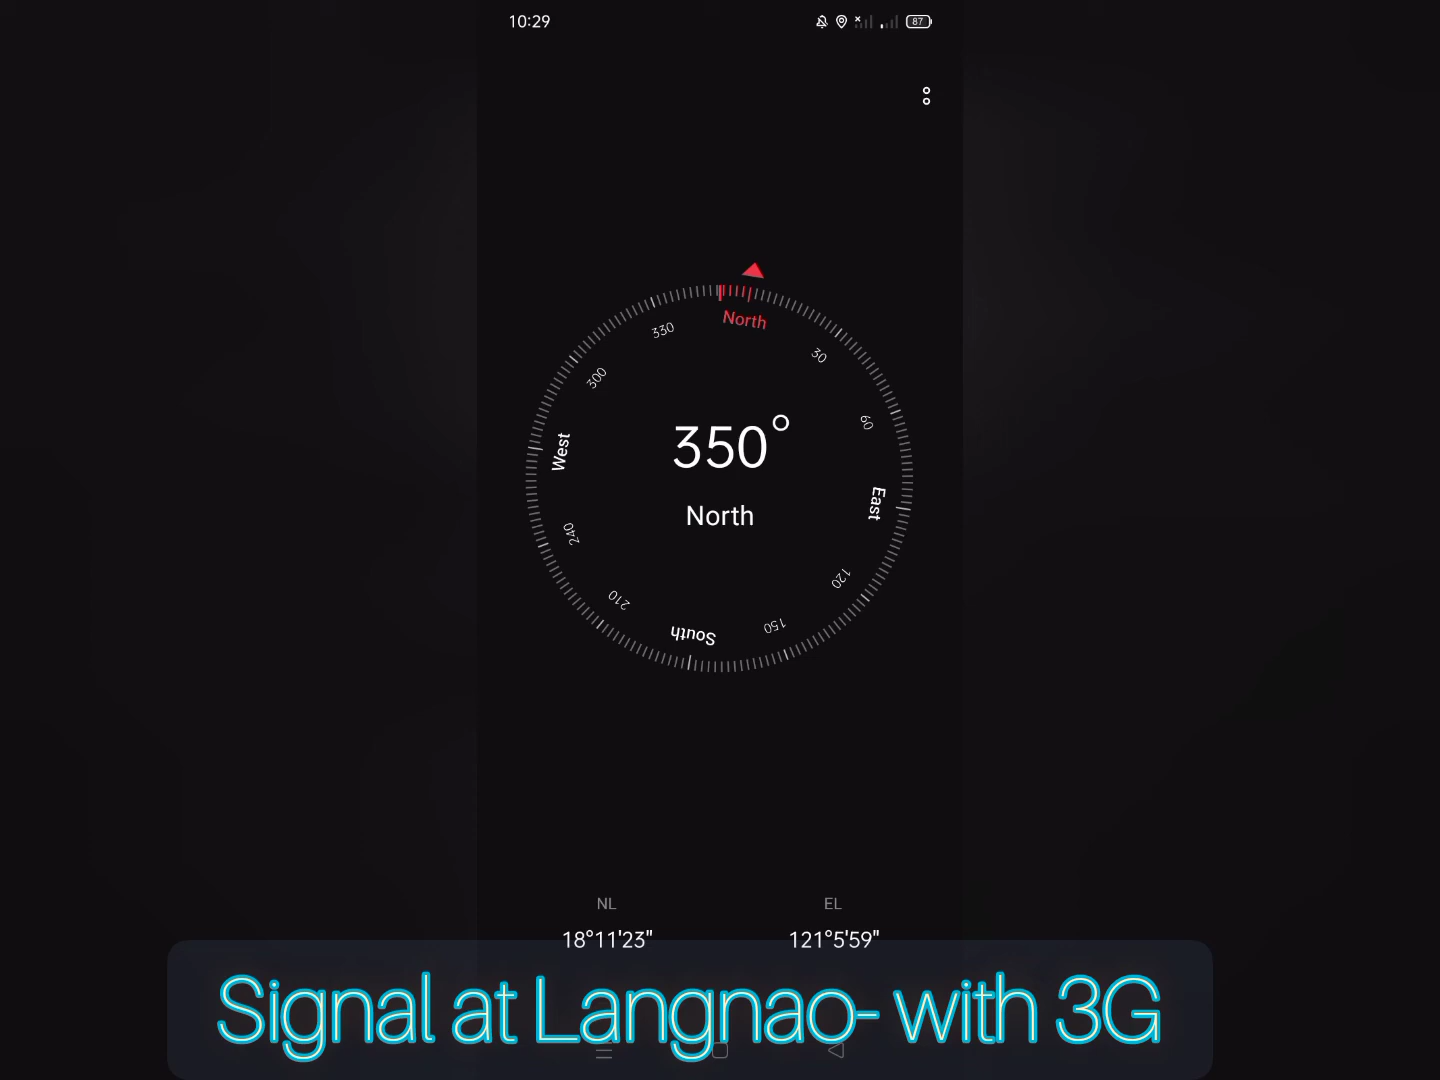 10:29
87
North
330
30
300
60
350°
West
North
East
240
120
210
150
South
NL EL
18°11'23" 121°5'59"
Signal at Langnao- with 3G